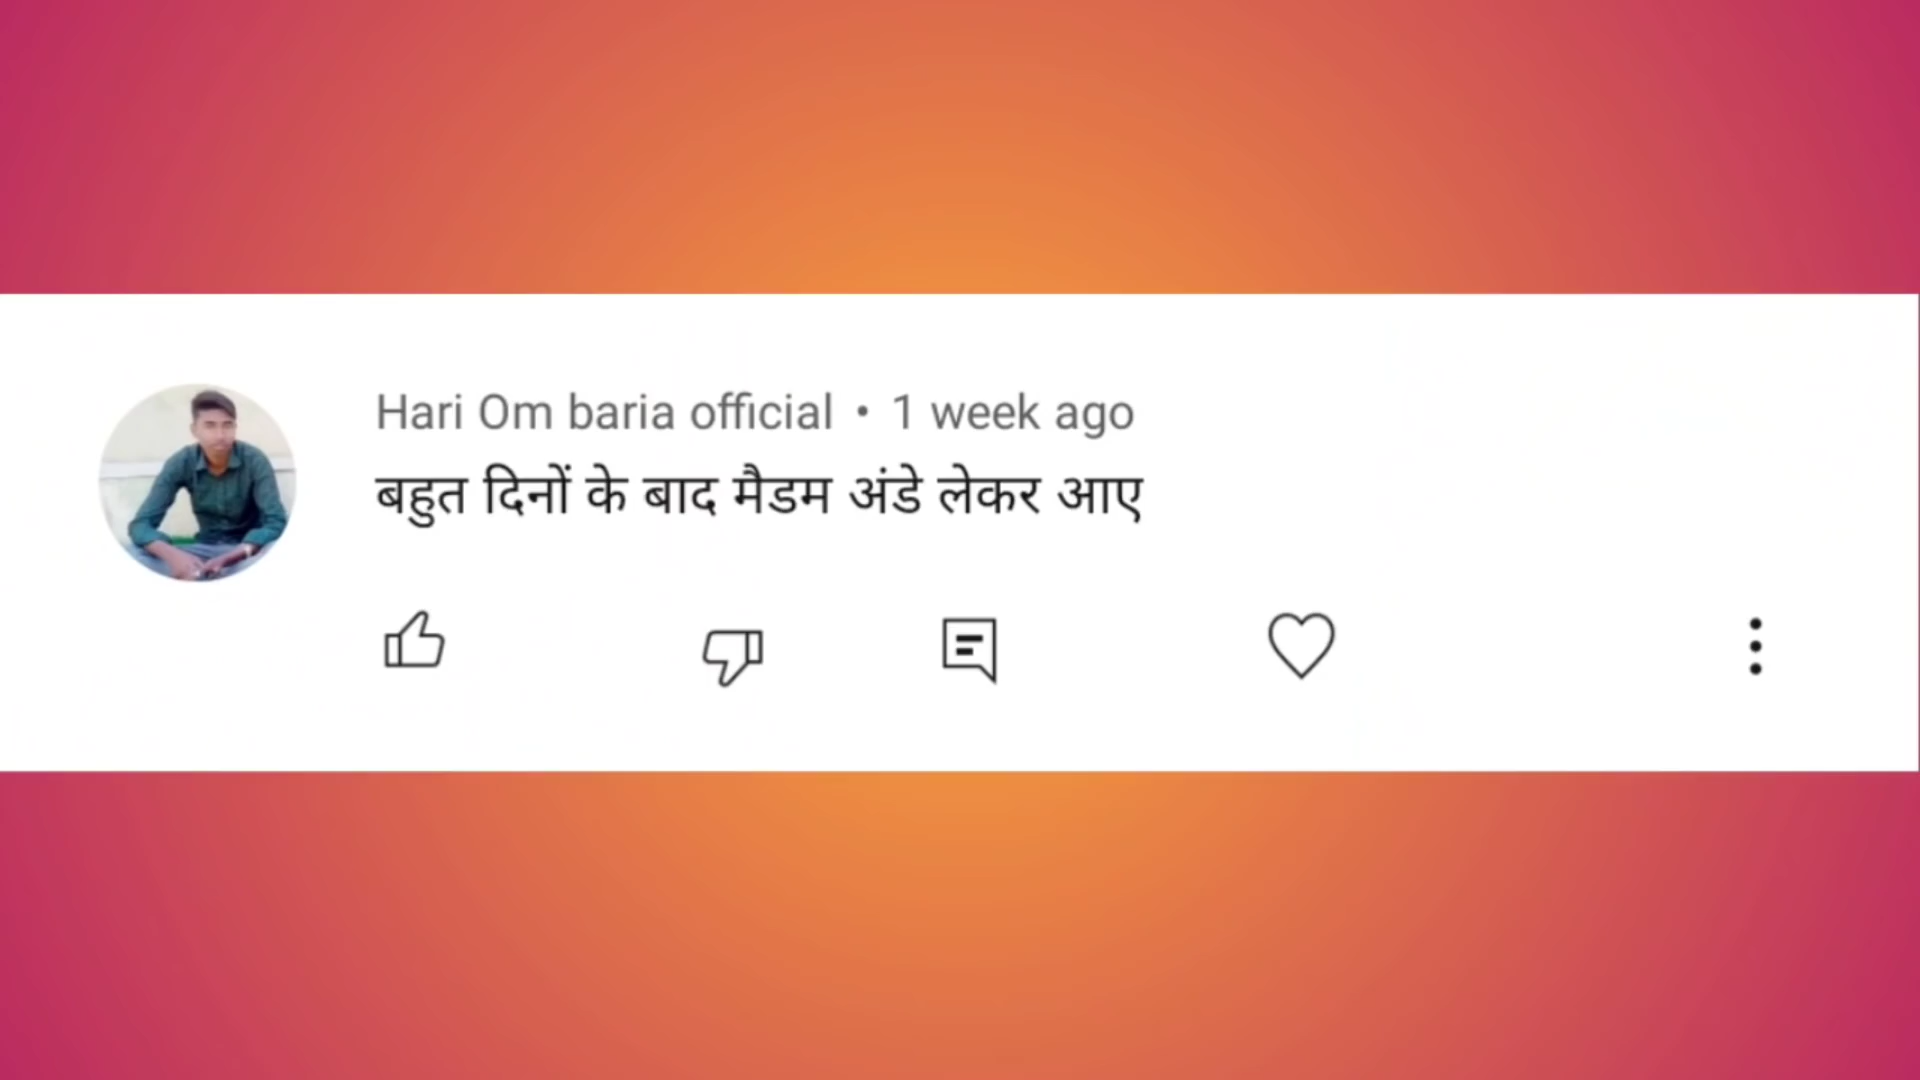 Hari Om baria official • 1 week ago
बहुत दिनों के बाद मैडम अंडे लेकर आए